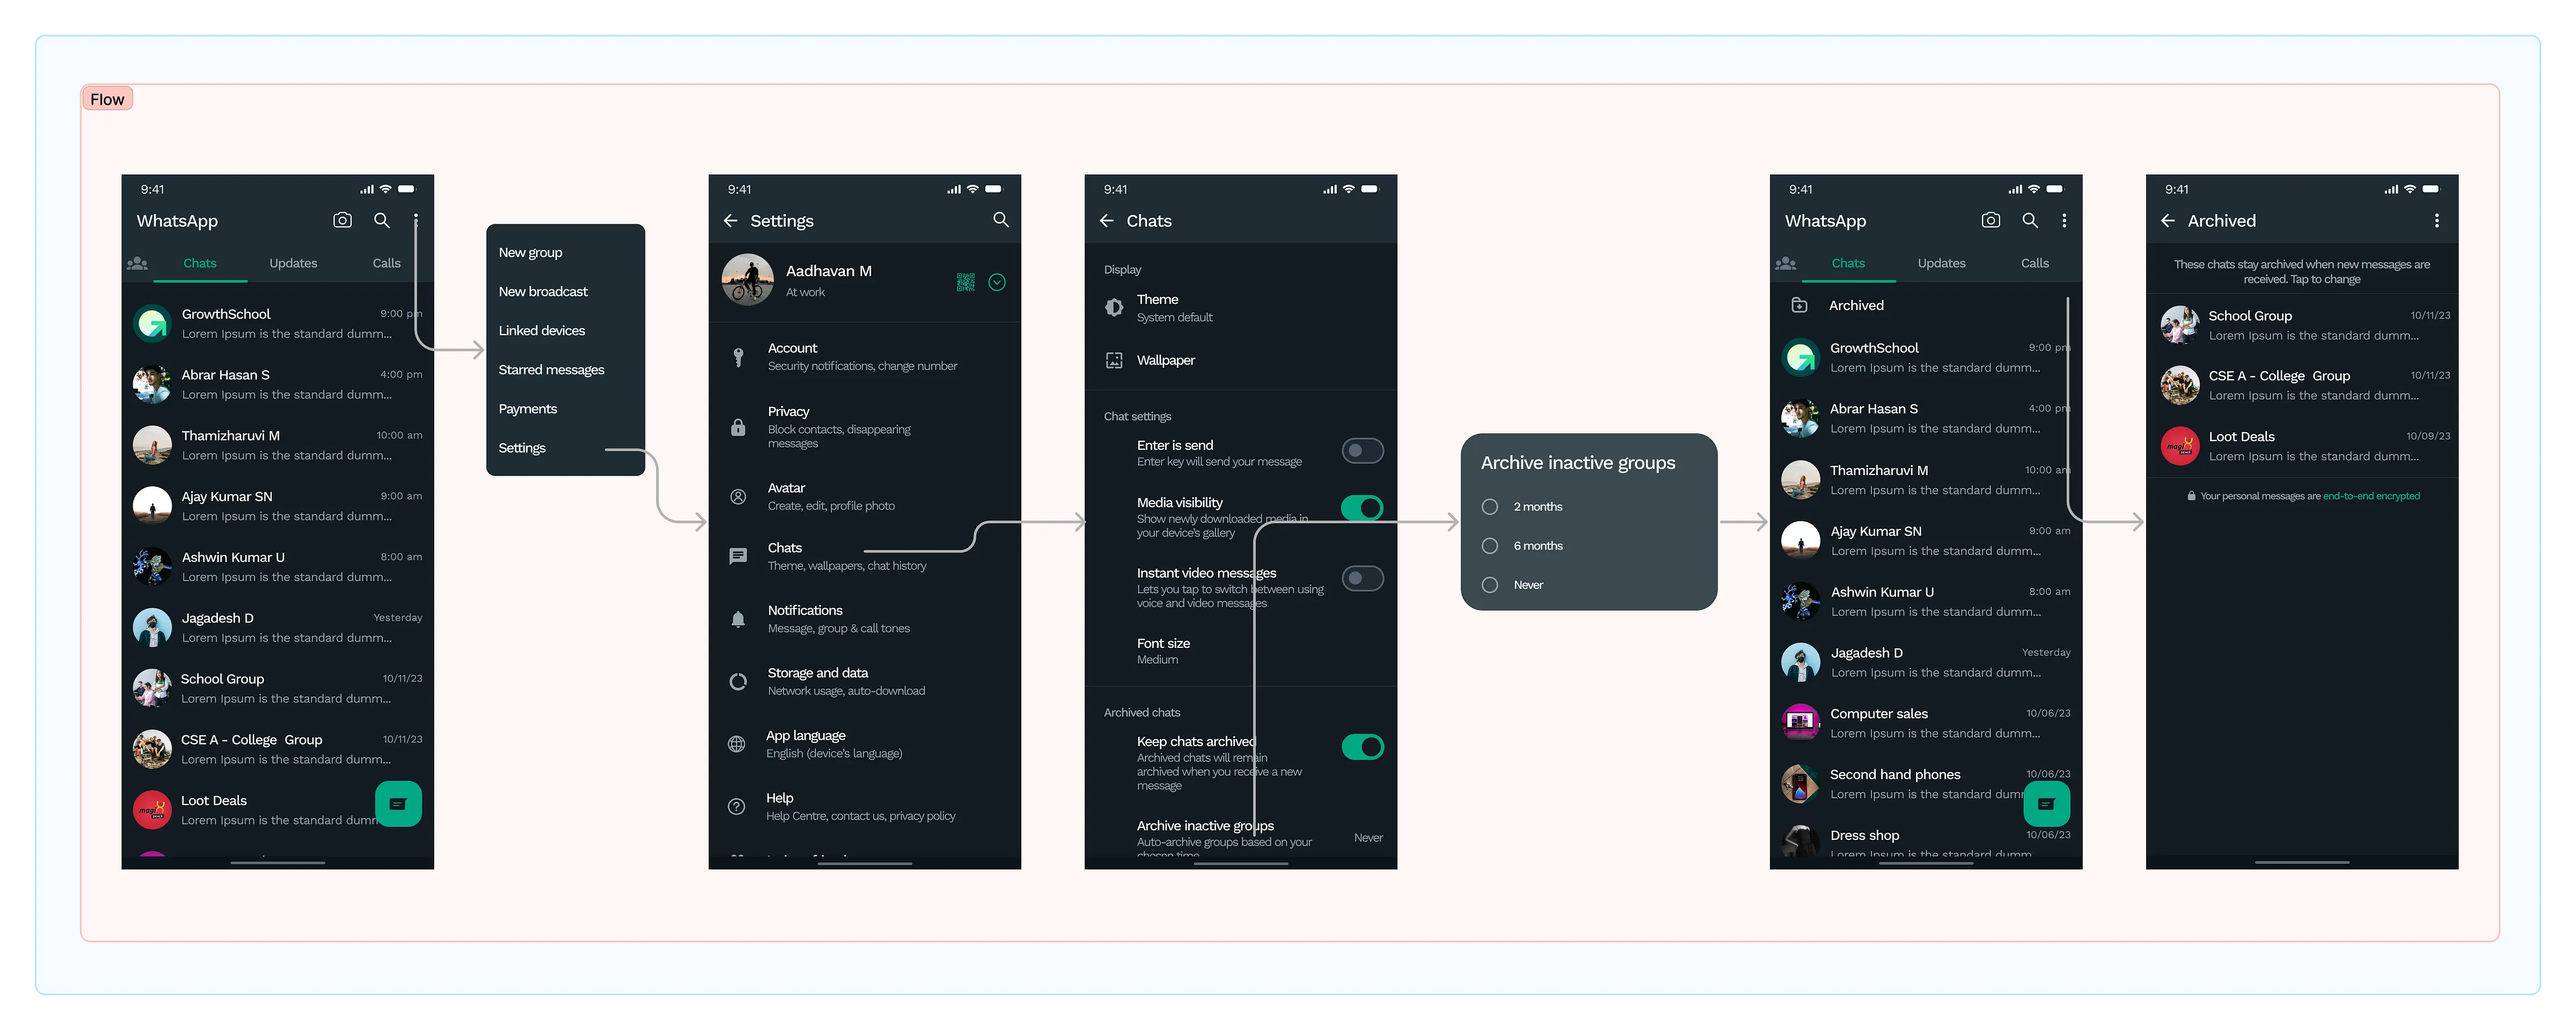 Flow
9:41
WhatsApp
Chats
Updates
Calls
GrowthSchool
9:00 pm
Lorem Ipsum is the standard dumm...
Abrar Hasan S
4:00 pm
Lorem Ipsum is the standard dumm...
Thamizharuvi M
10:00 am
Lorem Ipsum is the standard dumm...
Ajay Kumar SN
9:00 am
Lorem Ipsum is the standard dumm...
Ashwin Kumar U
8:00 am
Lorem Ipsum is the standard dumm...
Jagadesh D
Yesterday
Lorem Ipsum is the standard dumm...
School Group
10/11/23
Lorem Ipsum is the standard dumm...
CSE A - College Group
10/11/23
Lorem Ipsum is the standard dumm...
Loot Deals
Lorem Ipsum is the standard dumm
New group
New broadcast
Linked devices
Starred messages
Payments
Settings
9:41
Settings
Aadhavan M
At work
Account
Security notifications, change number
Privacy
Block contacts, disappearing
messages
Avatar
Create, edit, profile photo
Chats
Theme, wallpapers, chat history
Notifications
Message, group & call tones
Storage and data
Network usage, auto-download
App language
English (device's language)
Help
Help Centre, contact us, privacy policy
9:41
Chats
Display
Theme
System default
Wallpaper
Chat settings
Enter is send
Enter key will send your message
Media visibility
Show newly downloaded media in
your device's gallery
Instant video messages
Lets you tap to switch between using
voice and video messages
Font size
Medium
Archived chats
Keep chats archived
Archived chats will remain
archived when you receive a new
message
Archive inactive groups
Auto-archive groups based on your
chosen time
Never
Archive inactive groups
2 months
6 months
Never
9:41
WhatsApp
Chats
Updates
Calls
Archived
GrowthSchool
9:00 pm
Lorem Ipsum is the standard dumm...
Abrar Hasan S
4:00 pm
Lorem Ipsum is the standard dumm...
Thamizharuvi M
10:00 am
Lorem Ipsum is the standard dumm...
Ajay Kumar SN
9:00 am
Lorem Ipsum is the standard dumm...
Ashwin Kumar U
8:00 am
Lorem Ipsum is the standard dumm...
Jagadesh D
Yesterday
Lorem Ipsum is the standard dumm...
Computer sales
10/06/23
Lorem Ipsum is the standard dumm...
Second hand phones
10/06/23
Lorem Ipsum is the standard dumm
Dress shop
10/06/23
Lorem Ipsum is the standard dumm
9:41
Archived
These chats stay archived when new messages are
received. Tap to change
School Group
10/11/23
Lorem Ipsum is the standard dumm...
CSE A - College Group
10/11/23
Lorem Ipsum is the standard dumm...
Loot Deals
10/09/23
Lorem Ipsum is the standard dumm...
Your personal messages are end-to-end encrypted